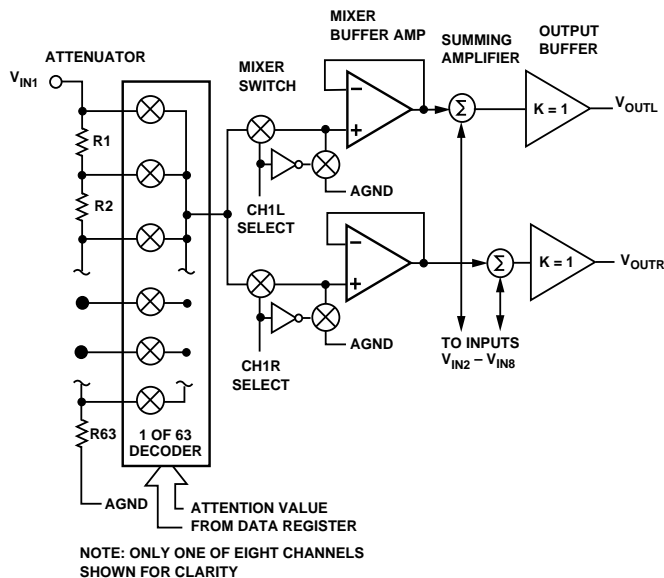 ATTENUATOR
V_IN1
R1
R2
R63
AGND
1 OF 63
DECODER
ATTENTION VALUE
FROM DATA REGISTER
MIXER
SWITCH
CH1L
SELECT
AGND
CH1R
SELECT
AGND
MIXER
BUFFER AMP
−
+
−
+
SUMMING
AMPLIFIER
Σ
Σ
OUTPUT
BUFFER
K = 1
V_OUTL
K = 1
V_OUTR
TO INPUTS
V_IN2 – V_IN8
NOTE: ONLY ONE OF EIGHT CHANNELS
SHOWN FOR CLARITY